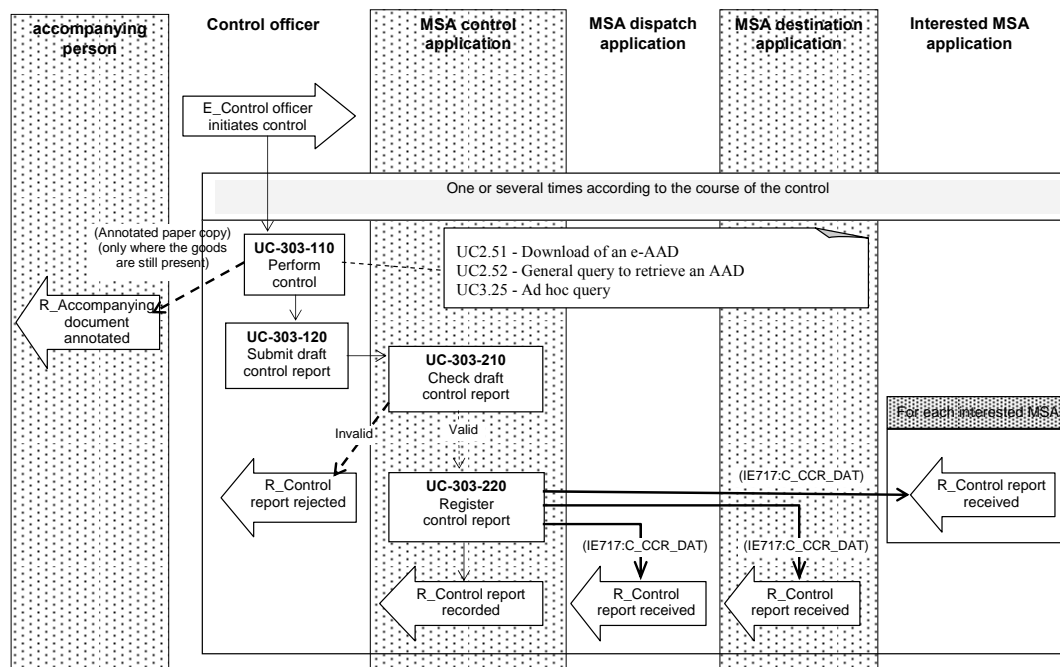 accompanying
person
Control officer
MSA control
application
MSA dispatch
application
MSA destination
application
Interested MSA
application
E_Control officer
initiates control
One or several times according to the course of the control
(Annotated paper copy)
(only where the goods
are still present)
UC-303-110
Perform
control
UC2.51 - Download of an e-AAD
UC2.52 - General query to retrieve an AAD
UC3.25 - Ad hoc query
R_Accompanying
document
annotated
UC-303-120
Submit draft
control report
UC-303-210
Check draft
control report
For each interested MSA
Invalid
Valid
R_Control
report rejected
UC-303-220
Register
control report
(IE717:C_CCR_DAT)
R_Control report
received
(IE717:C_CCR_DAT)
(IE717:C_CCR_DAT)
R_Control report
recorded
R_Control
report received
R_Control
report received